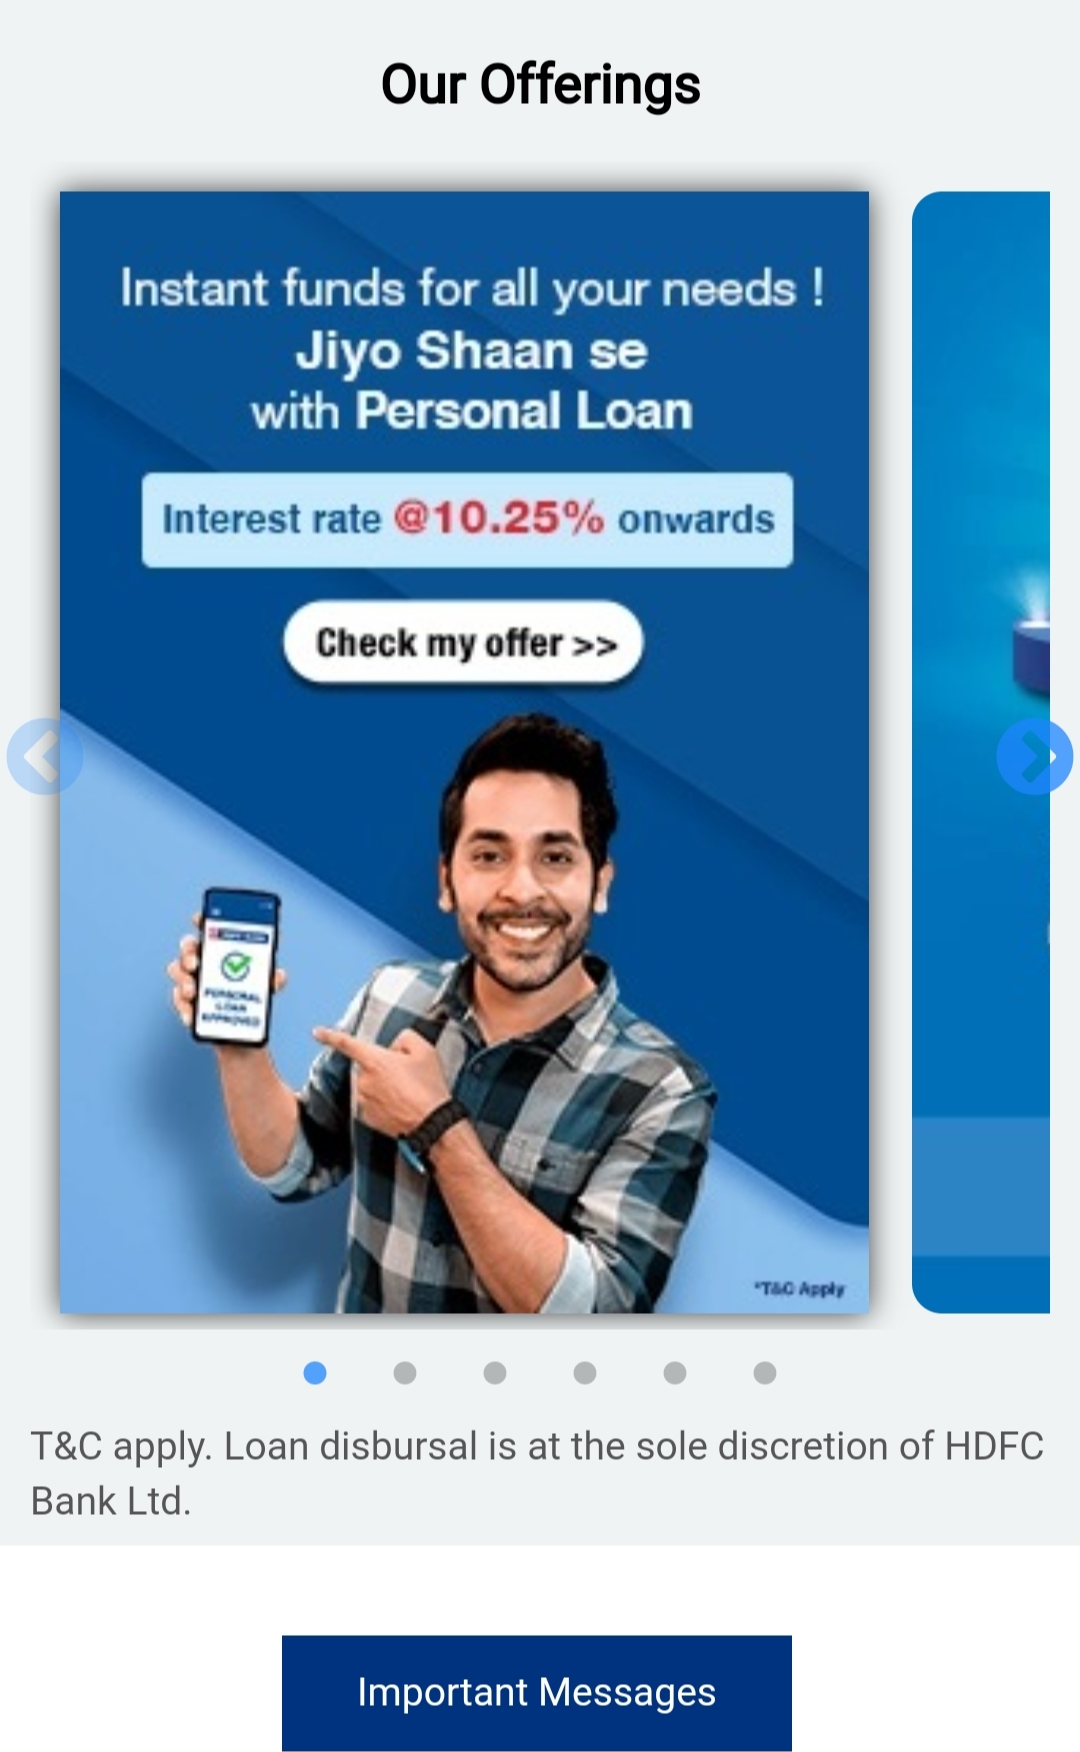 Our Offerings
Instant funds for all your needs !
Jiyo Shaan se
with Personal Loan
Interest rate @10.25% onwards
Check my offer >>
PERSONAL
LOAN
APPROVED
*T&C Apply
T&C apply. Loan disbursal is at the sole discretion of HDFC
Bank Ltd.
Important Messages